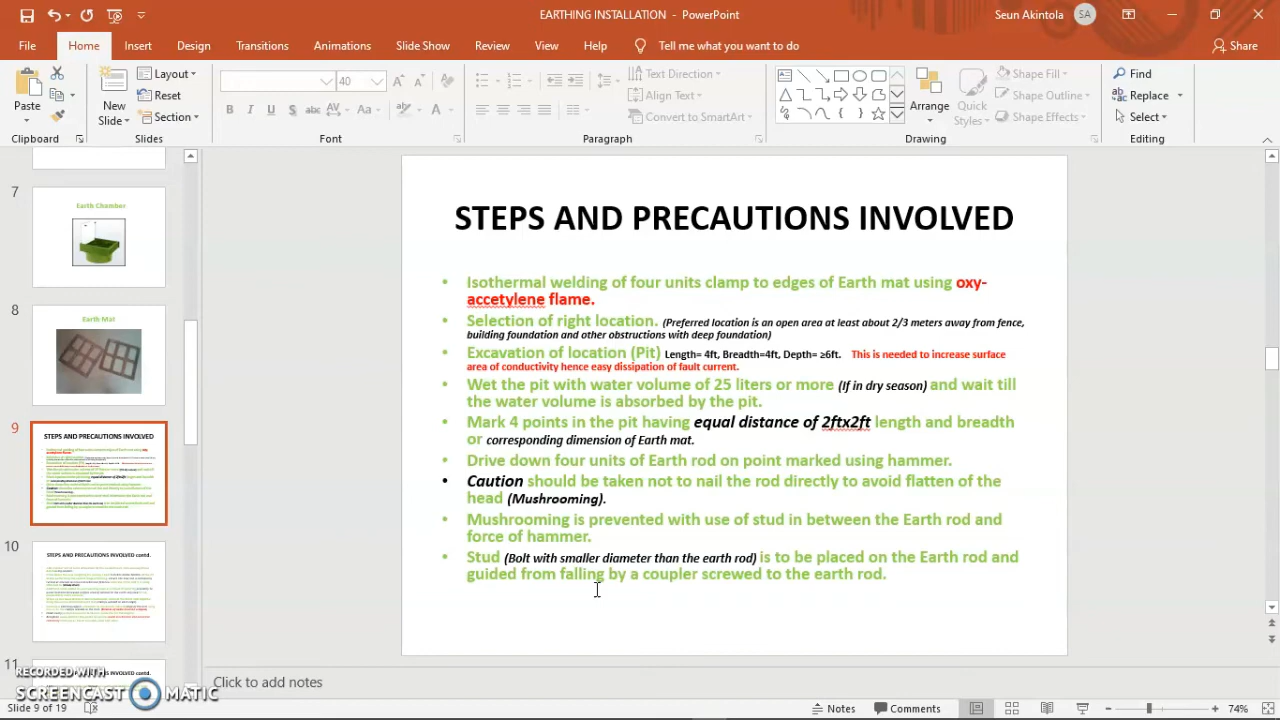 EARTHING INSTALLATION - PowerPoint
Seun Akintola
SA
File
Home
Insert
Design
Transitions
Animations
Slide Show
Review
View
Help
Tell me what you want to do
Share
Paste
New
Slide
Layout
Reset
Section
40
Text Direction
Align Text
Convert to SmartArt
Arrange
Quick
Styles
Shape Fill
Shape Outline
Shape Effects
Find
Replace
Select
Clipboard
Slides
Font
Paragraph
Drawing
Editing
7
Earth Chamber
8
Earth Mat
9
STEPS AND PRECAUTIONS INVOLVED
10
STEPS AND PRECAUTIONS INVOLVED contd.
11
STEPS AND PRECAUTIONS INVOLVED
• Isothermal welding of four units clamp to edges of Earth mat using oxy-
accetylene flame.
• Selection of right location. (Preferred location is an open area at least about 2/3 meters away from fence,
building foundation and other obstructions with deep foundation)
• Excavation of location (Pit) Length= 4ft, Breadth=4ft, Depth= ≥6ft. This is needed to increase surface
area of conductivity hence easy dissipation of fault current.
• Wet the pit with water volume of 25 liters or more (If in dry season) and wait till
the water volume is absorbed by the pit.
• Mark 4 points in the pit having equal distance of 2ftx2ft length and breadth
or corresponding dimension of Earth mat.
units of Earth rod on using hammer.
• Caution should be taken not to nail the rod directly to avoid flatten of the
head (Mushrooming).
• Mushrooming is prevented with use of stud in between the Earth rod and
force of hammer.
• Stud (Bolt with smaller diameter than the earth rod) is to be placed on the Earth rod and
guided from falling by a coupler screwed to the earth rod.
RECORDED WITH
SCREENCAST MATIC
Click to add notes
Slide 9 of 19
Notes
Comments
74%